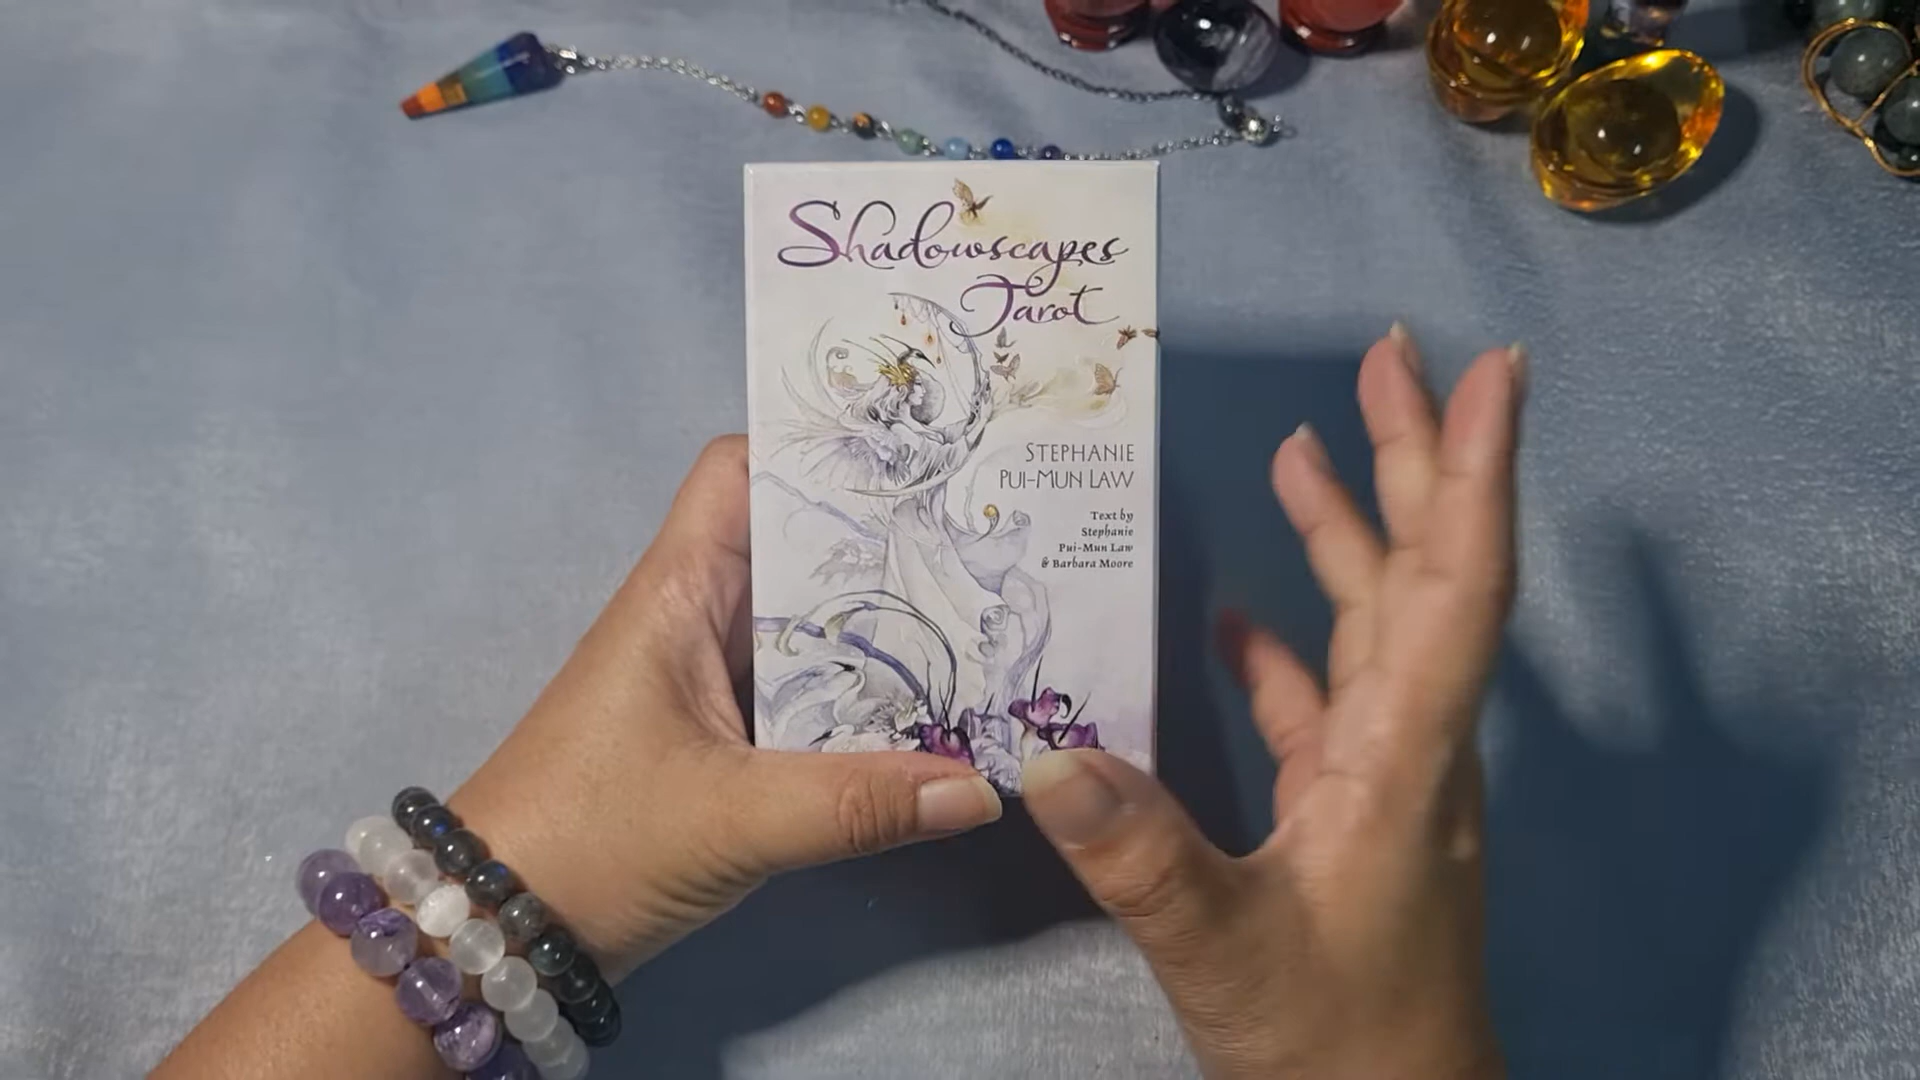 Shadowscapes
Tarot
STEPHANIE
PUI-MUN LAW
Text by
Stephanie
Pui-Mun Law
& Barbara Moore